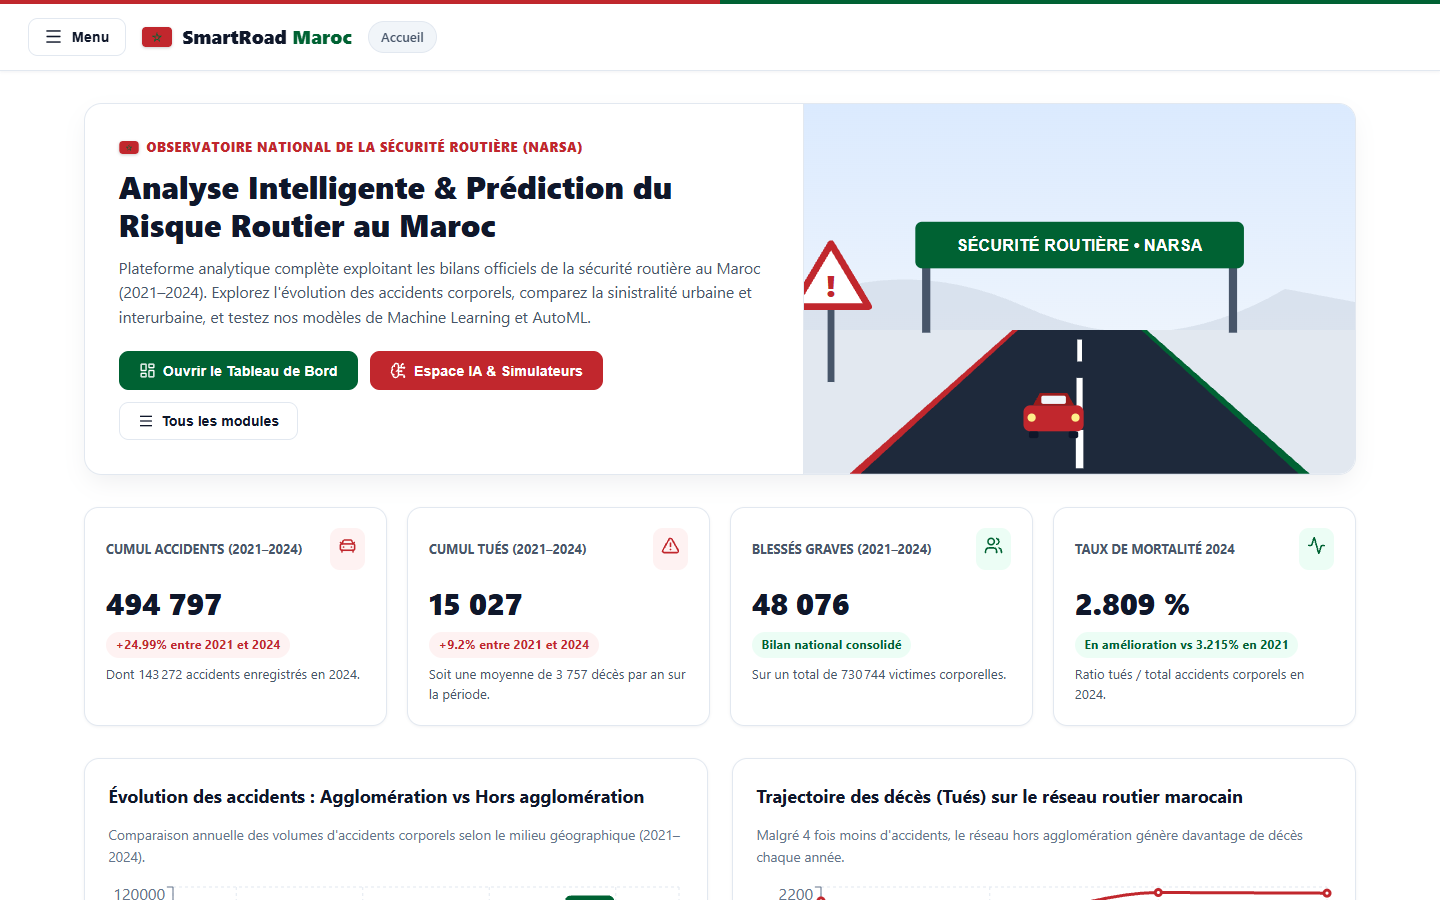 Menu
SmartRoad Maroc
Accueil
OBSERVATOIRE NATIONAL DE LA SÉCURITÉ ROUTIÈRE (NARSA)
Analyse Intelligente & Prédiction du
Risque Routier au Maroc
Plateforme analytique complète exploitant les bilans officiels de la sécurité routière au Maroc
(2021–2024). Explorez l'évolution des accidents corporels, comparez la sinistralité urbaine et
interurbaine, et testez nos modèles de Machine Learning et AutoML.
Ouvrir le Tableau de Bord
Espace IA & Simulateurs
Tous les modules
SÉCURITÉ ROUTIÈRE • NARSA
!
CUMUL ACCIDENTS (2021–2024)
494 797
+24.99% entre 2021 et 2024
Dont 143 272 accidents enregistrés en 2024.
CUMUL TUÉS (2021–2024)
15 027
+9.2% entre 2021 et 2024
Soit une moyenne de 3 757 décès par an sur
la période.
BLESSÉS GRAVES (2021–2024)
48 076
Bilan national consolidé
Sur un total de 730 744 victimes corporelles.
TAUX DE MORTALITÉ 2024
2.809 %
En amélioration vs 3.215% en 2021
Ratio tués / total accidents corporels en
2024.
Évolution des accidents : Agglomération vs Hors agglomération
Comparaison annuelle des volumes d'accidents corporels selon le milieu géographique (2021–
2024).
120000
Trajectoire des décès (Tués) sur le réseau routier marocain
Malgré 4 fois moins d'accidents, le réseau hors agglomération génère davantage de décès
chaque année.
2200